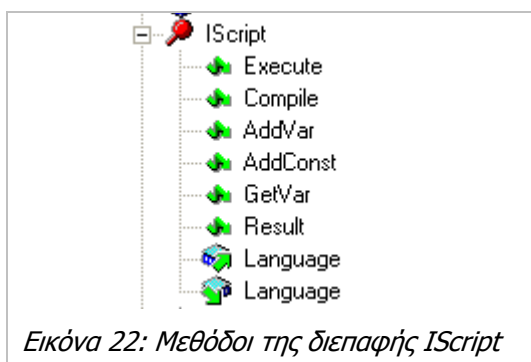 IScript
Execute
Compile
AddVar
AddConst
GetVar
Result
Language
Language
Εικόνα 22: Μεθόδοι της διεπαφής IScript